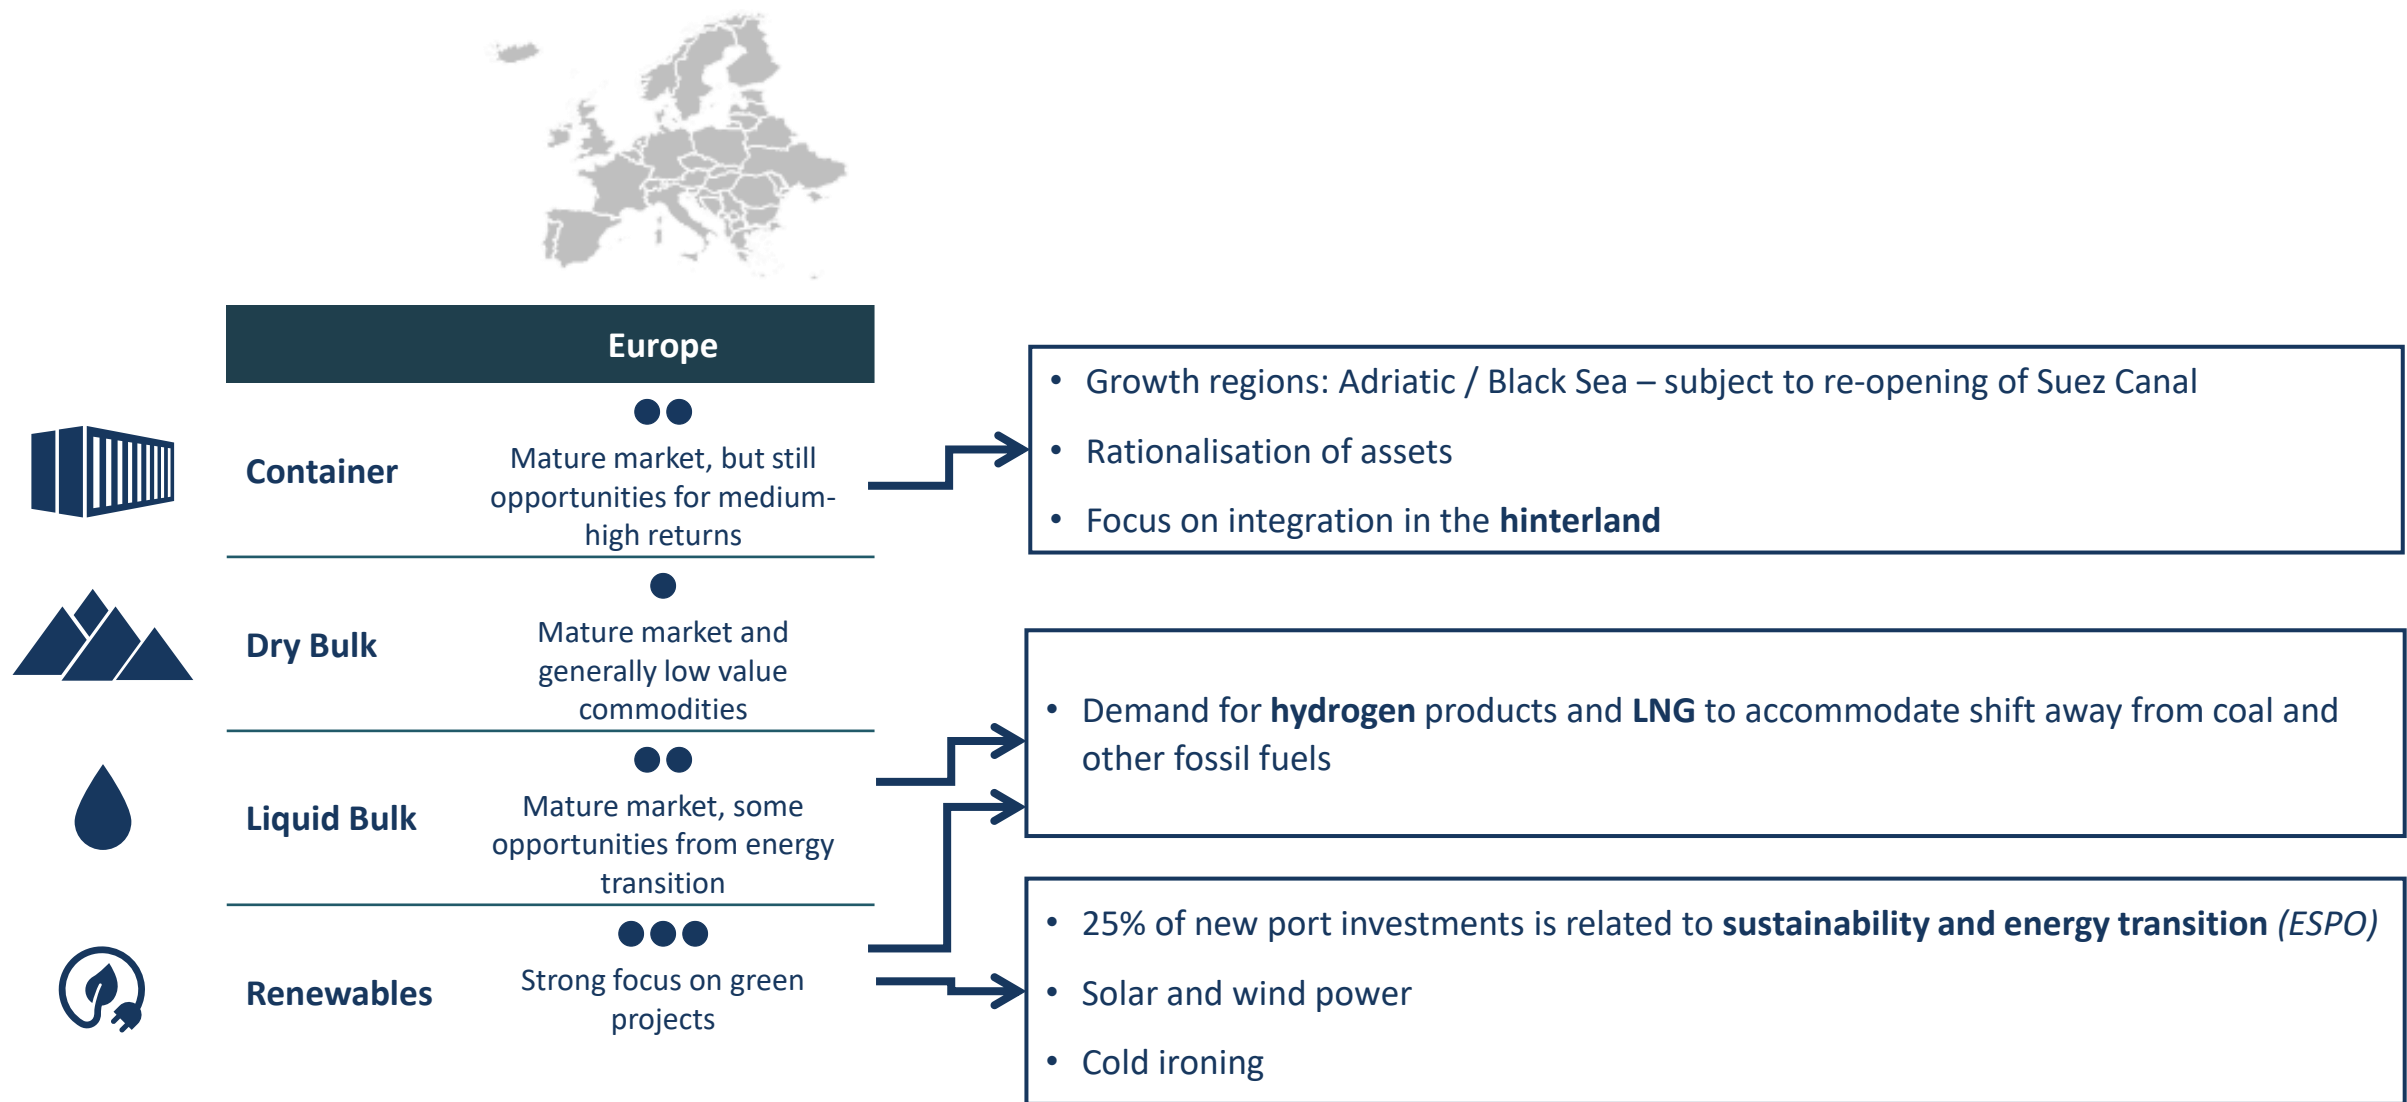 Europe
Container
Mature market, but still
opportunities for medium-
high returns
Dry Bulk
Mature market and
generally low value
commodities
Liquid Bulk
Mature market, some
opportunities from energy
transition
Renewables
Strong focus on green
projects
• Growth regions: Adriatic / Black Sea – subject to re-opening of Suez Canal
• Rationalisation of assets
• Focus on integration in the hinterland
• Demand for hydrogen products and LNG to accommodate shift away from coal and
other fossil fuels
• 25% of new port investments is related to sustainability and energy transition (ESPO)
• Solar and wind power
• Cold ironing